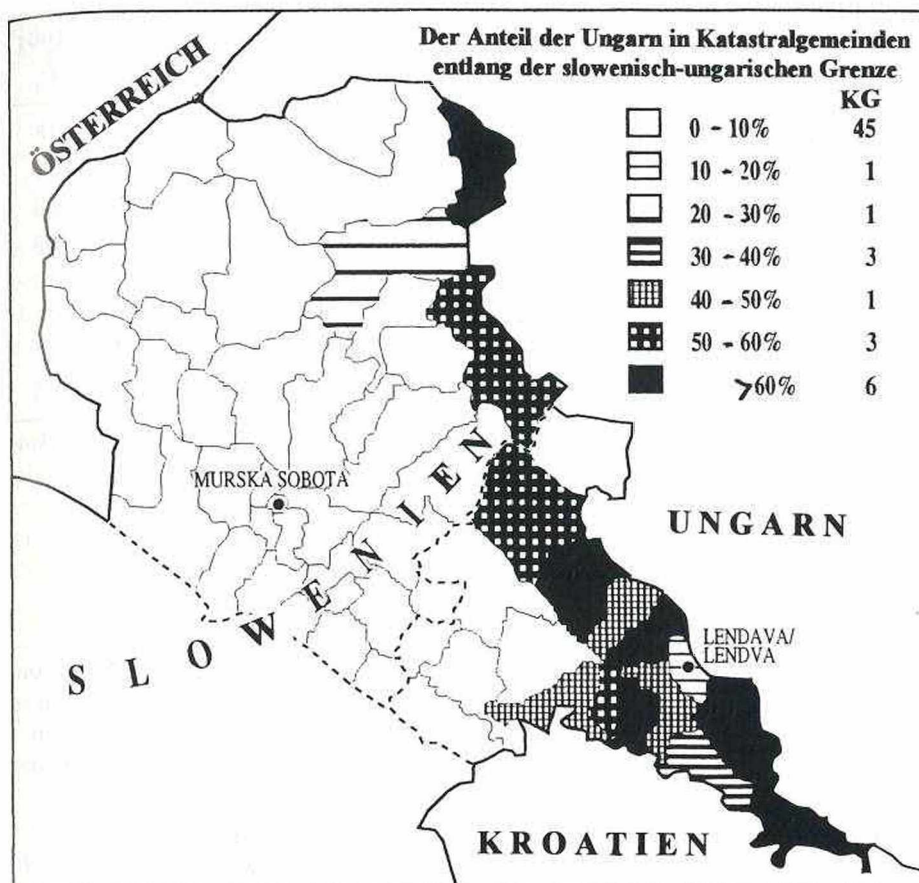 Der Anteil der Ungarn in Katastralgemeinden
entlang der slowenisch-ungarischen Grenze
KG
0 - 10% 45
10 - 20% 1
20 - 30% 1
30 - 40% 3
40 - 50% 1
50 - 60% 3
>60% 6
ÖSTERREICH
MURSKA SOBOTA
SLOWENIEN
UNGARN
LENDAVA/
LENDVA
KROATIEN